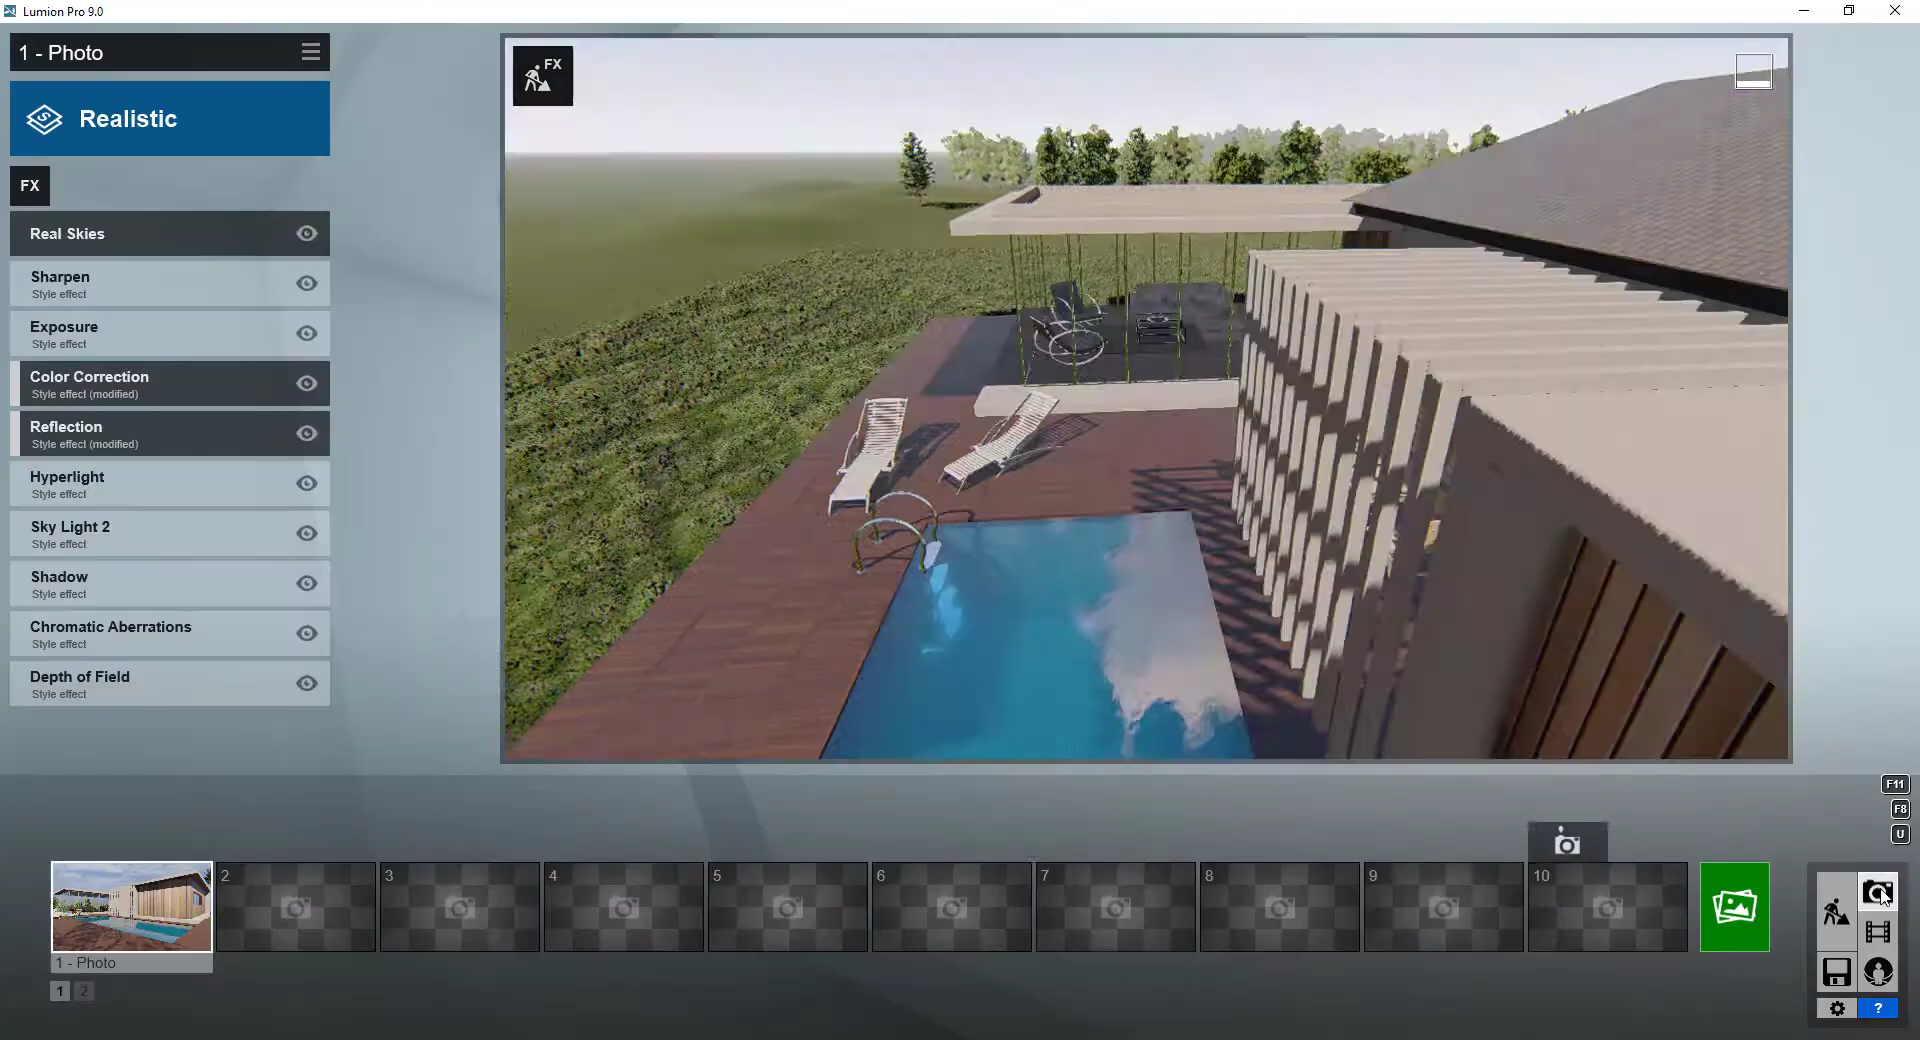 Lumion Pro 9.0
1 - Photo
Realistic
FX
FX
Real Skies
Sharpen
Style effect
Exposure
Style effect
Color Correction
Style effect (modified)
Reflection
Style effect (modified)
Hyperlight
Style effect
Sky Light 2
Style effect
Shadow
Style effect
Chromatic Aberrations
Style effect
Depth of Field
Style effect
F11
F8
U
2
3
4
5
6
7
8
9
10
1 - Photo
1
2
?